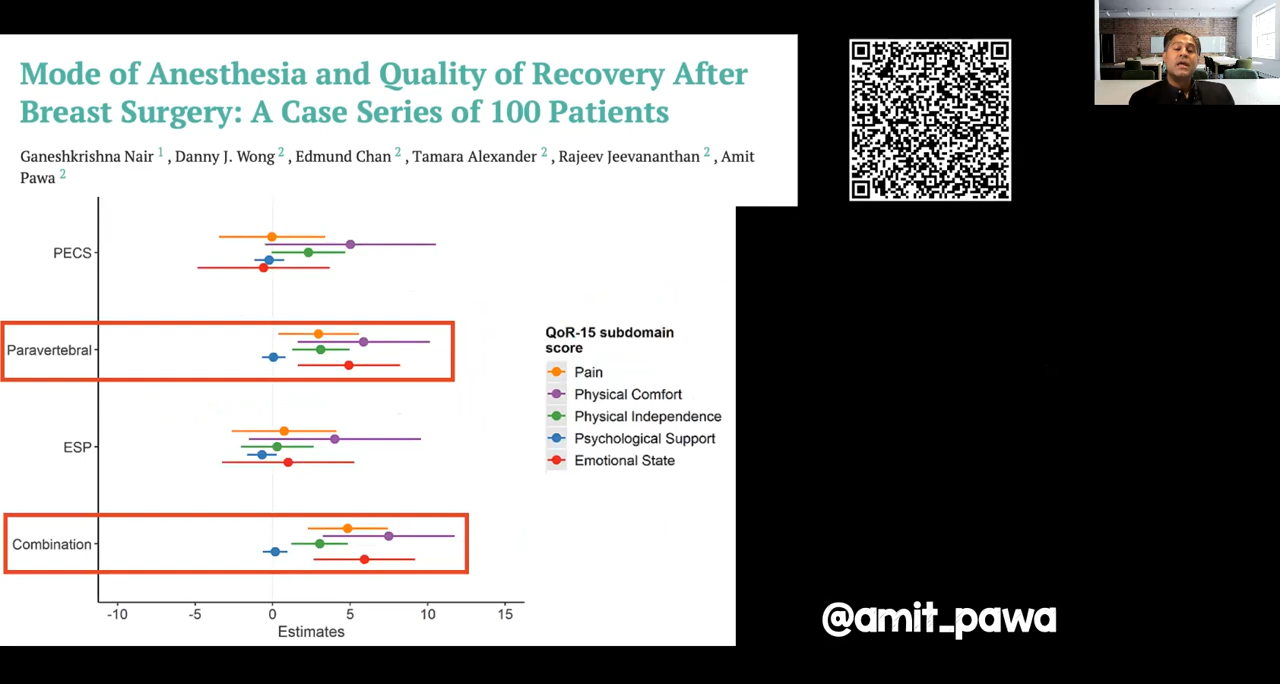 Mode of Anesthesia and Quality of Recovery After
Breast Surgery: A Case Series of 100 Patients
Ganeshkrishna Nair 1 , Danny J. Wong 2 , Edmund Chan 2 , Tamara Alexander 2 , Rajeev Jeevananthan 2 , Amit
Pawa 2
PECS
Paravertebral
ESP
Combination
-10 -5 0 5 10 15
Estimates
QoR-15 subdomain
score
Pain
Physical Comfort
Physical Independence
Psychological Support
Emotional State
@amit_pawa